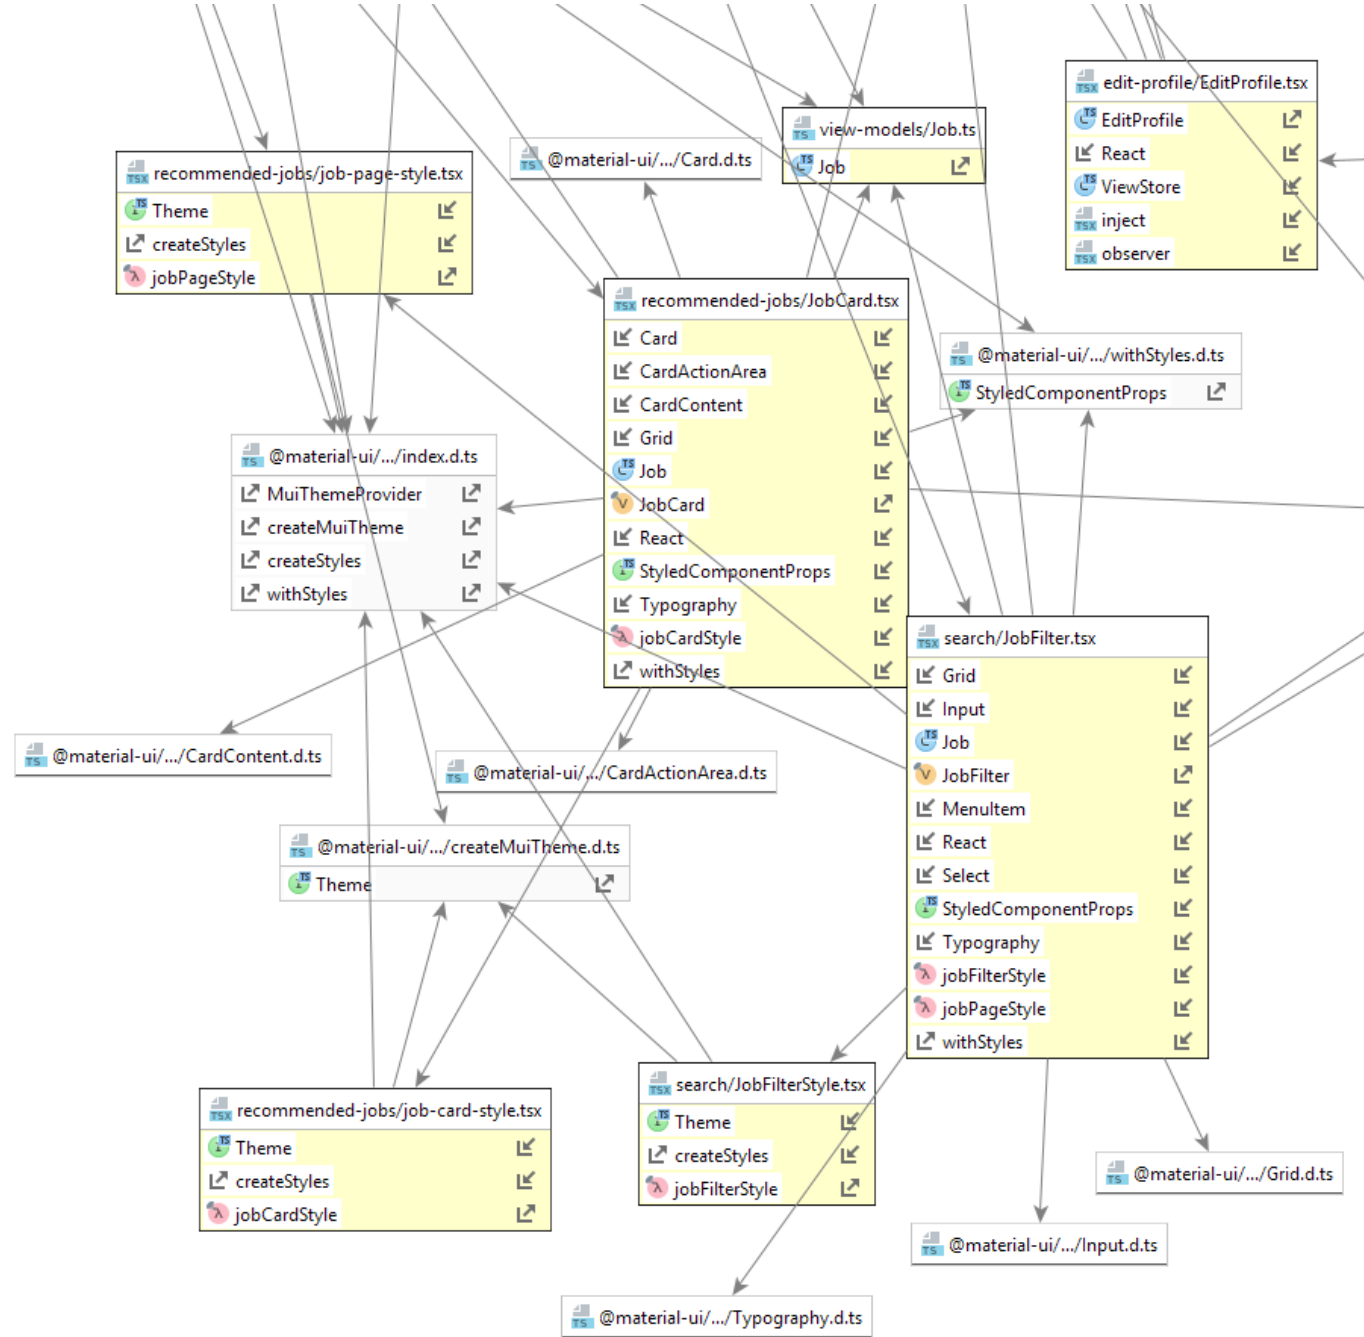 edit-profile/EditProfile.tsx
EditProfile
React
ViewStore
inject
observer
view-models/Job.ts
Job
@material-ui/.../Card.d.ts
recommended-jobs/job-page-style.tsx
Theme
createStyles
jobPageStyle
recommended-jobs/JobCard.tsx
Card
CardActionArea
CardContent
Grid
Job
JobCard
React
StyledComponentProps
Typography
jobCardStyle
withStyles
@material-ui/.../withStyles.d.ts
StyledComponentProps
@material-ui/.../index.d.ts
MuiThemeProvider
createMuiTheme
createStyles
withStyles
search/JobFilter.tsx
Grid
Input
Job
JobFilter
MenuItem
React
Select
StyledComponentProps
Typography
jobFilterStyle
jobPageStyle
withStyles
@material-ui/.../CardContent.d.ts
@material-ui/.../CardActionArea.d.ts
@material-ui/.../createMuiTheme.d.ts
Theme
search/JobFilterStyle.tsx
Theme
createStyles
jobFilterStyle
recommended-jobs/job-card-style.tsx
Theme
createStyles
jobCardStyle
@material-ui/.../Grid.d.ts
@material-ui/.../Input.d.ts
@material-ui/.../Typography.d.ts